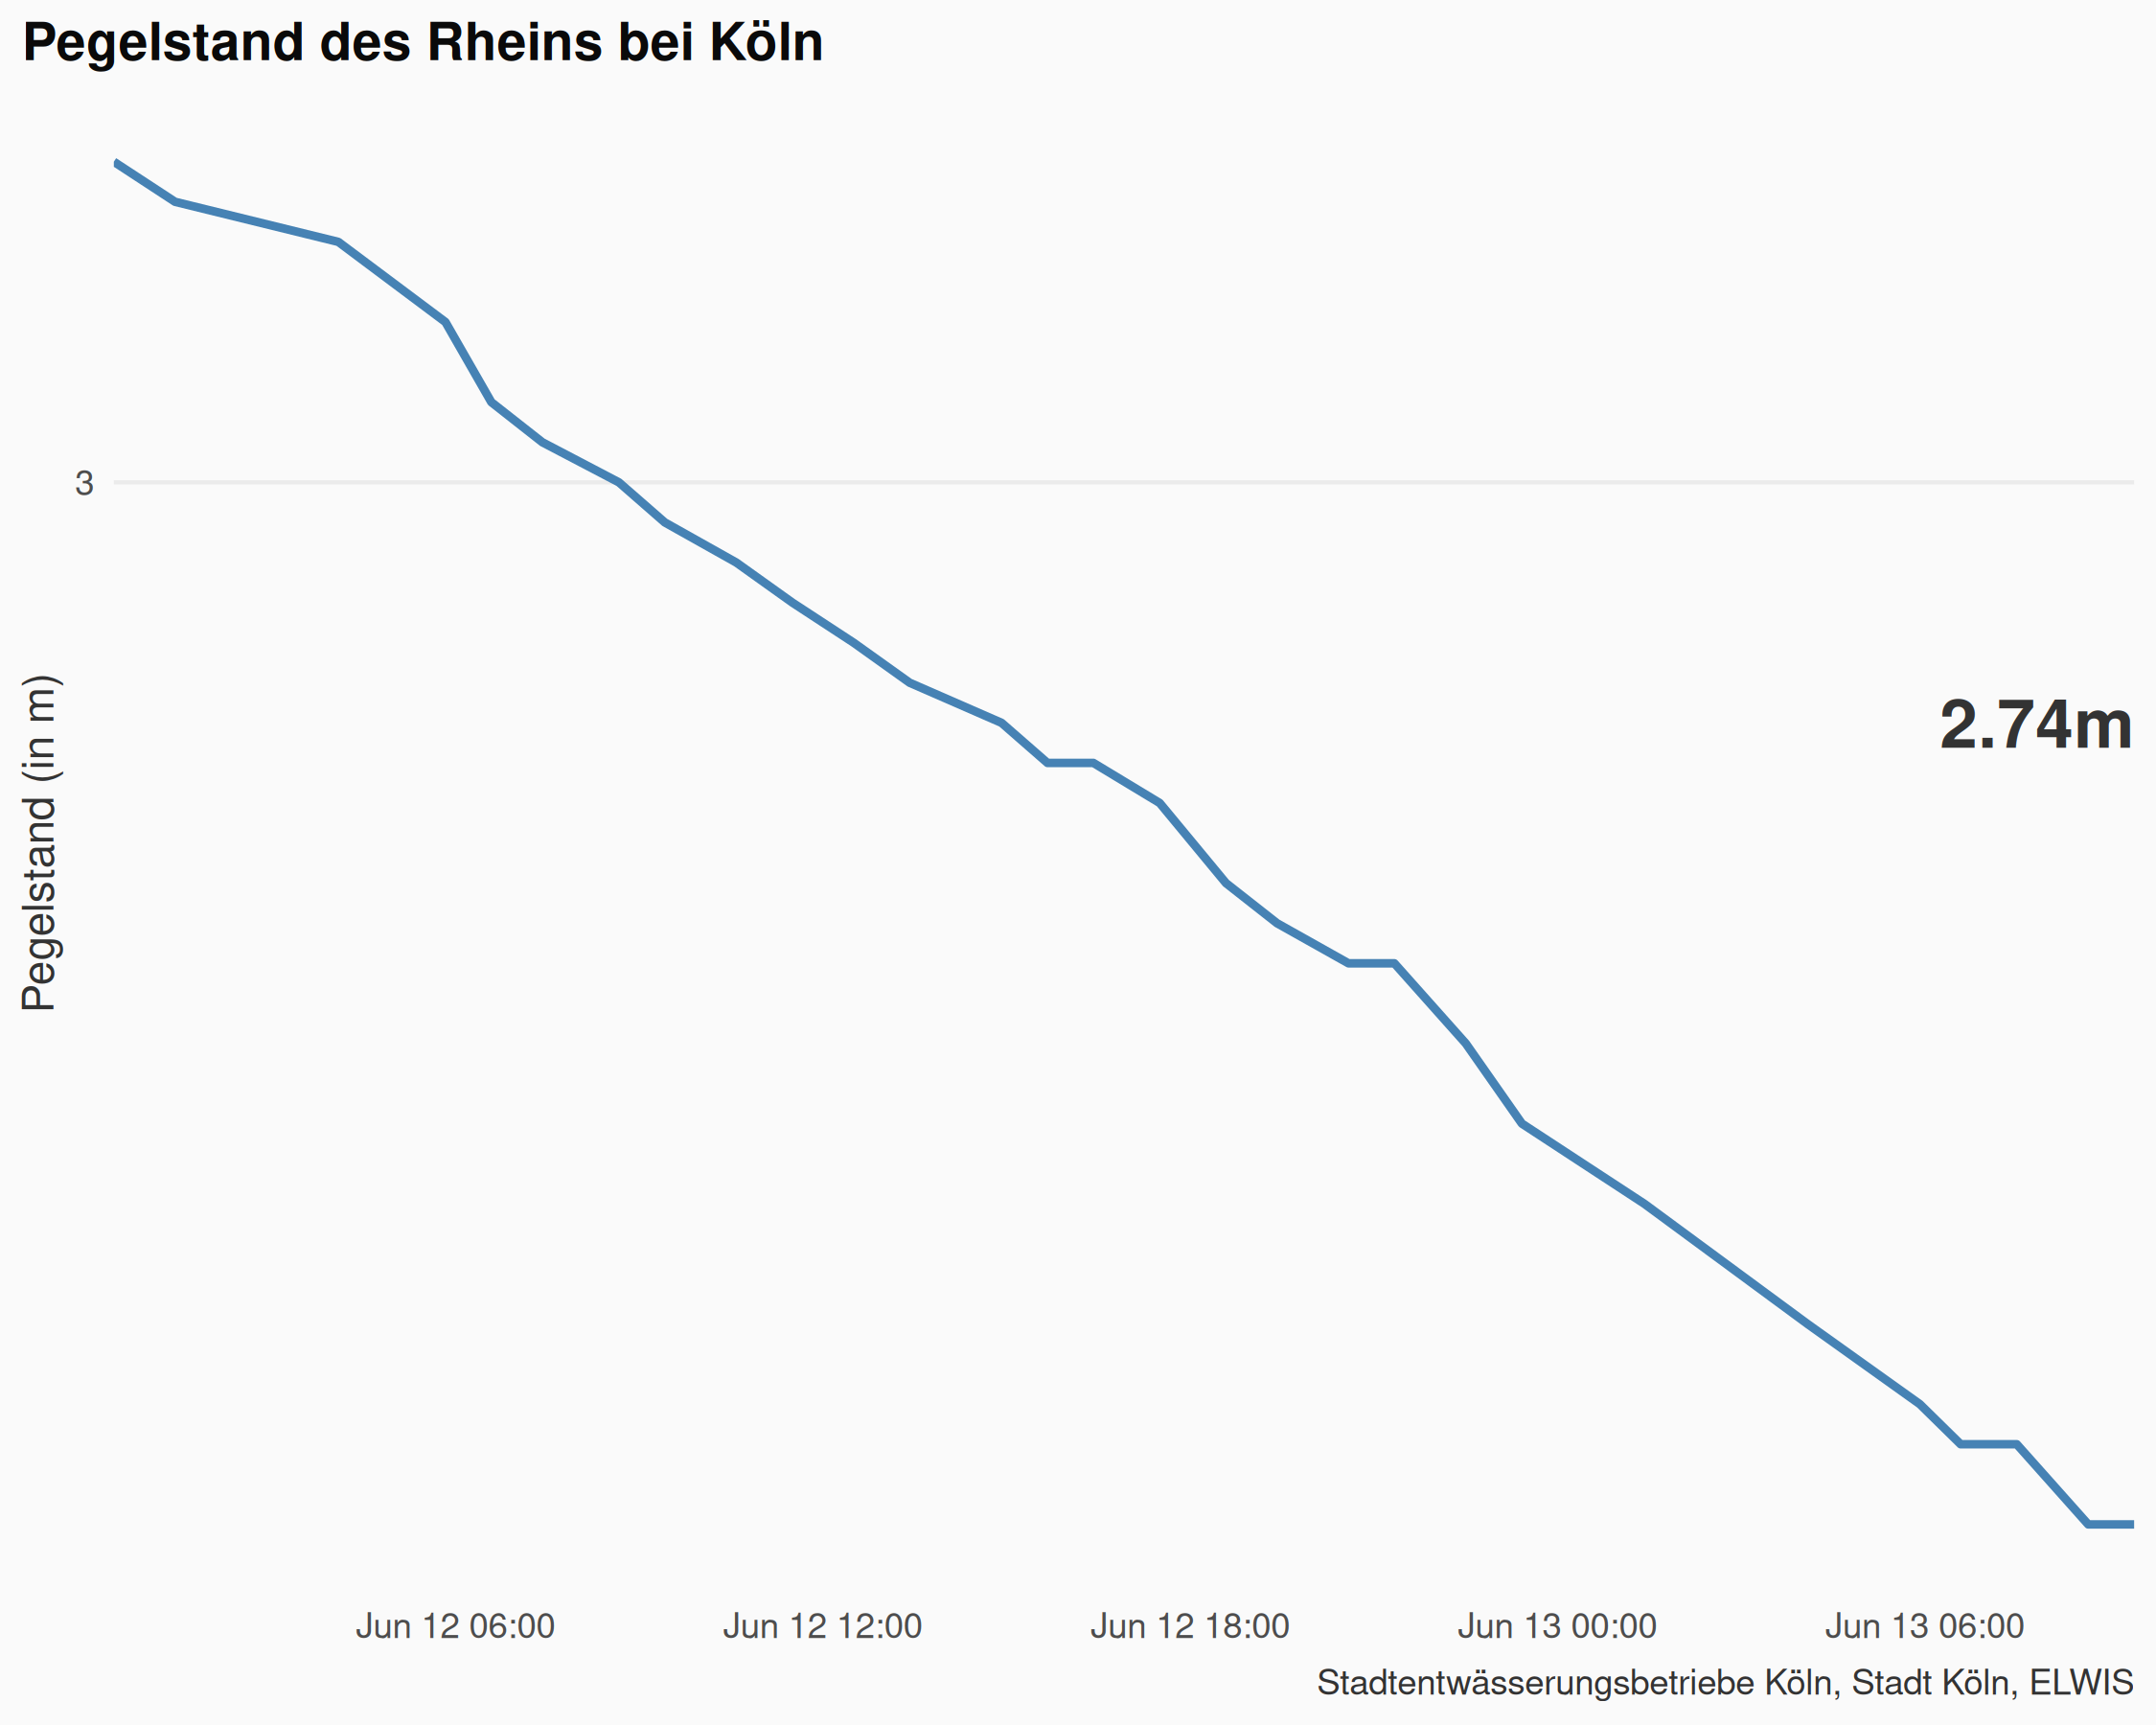 Pegelstand des Rheins bei Köln
3
Pegelstand (in m)
2.74m
Jun 12 06:00
Jun 12 12:00
Jun 12 18:00
Jun 13 00:00
Jun 13 06:00
Stadtentwässerungsbetriebe Köln, Stadt Köln, ELWIS